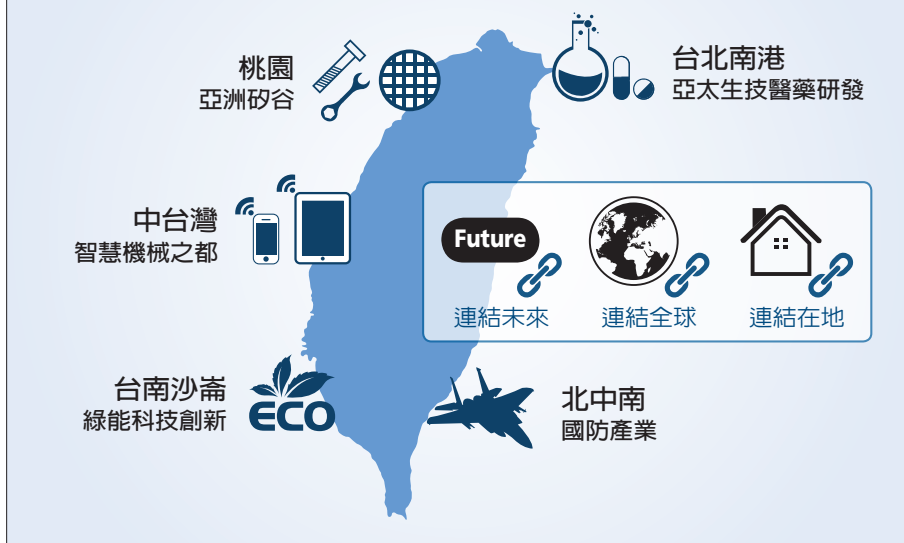 桃園
亞洲矽谷
台北南港
亞太生技醫藥研發
中台灣
智慧機械之都
Future
連結未來
連結全球
連結在地
台南沙崙
綠能科技創新
ECO
北中南
國防產業